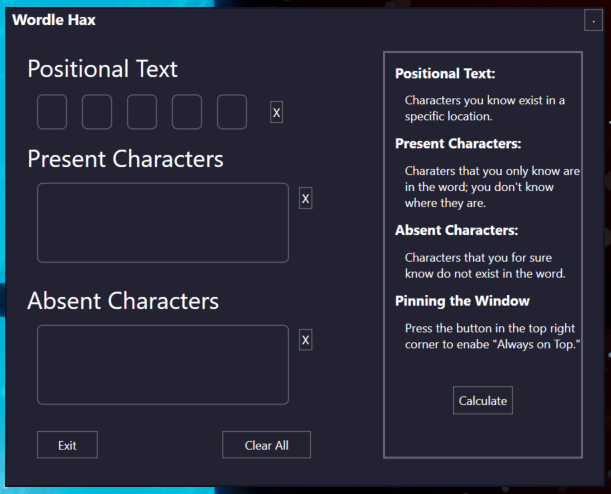 Wordle Hax
.
Positional Text
X
Present Characters
X
Absent Characters
X
Exit
Clear All
Positional Text:
Characters you know exist in a
specific location.
Present Characters:
Charaters that you only know are
in the word; you don't know
where they are.
Absent Characters:
Characters that you for sure
know do not exist in the word.
Pinning the Window
Press the button in the top right
corner to enabe "Always on Top."
Calculate